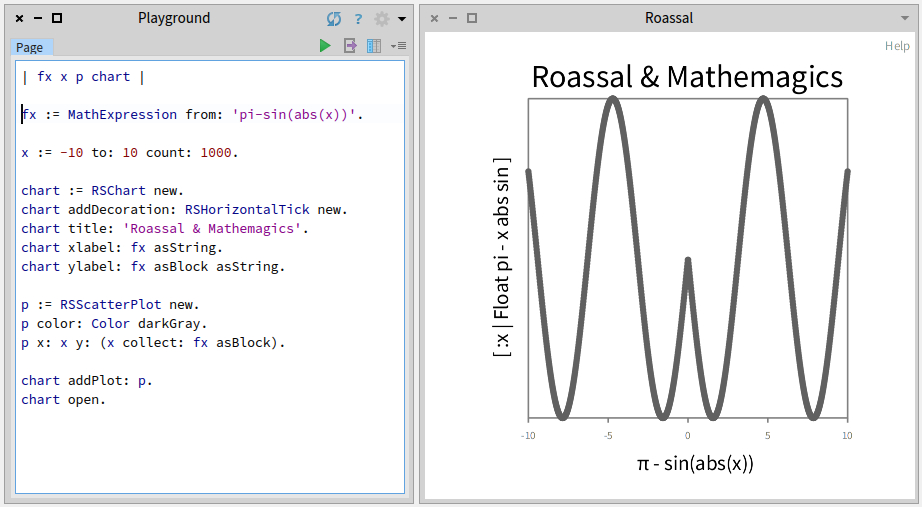 Playground
?
Page
| fx x p chart |
fx := MathExpression from: 'pi-sin(abs(x))'.
x := -10 to: 10 count: 1000.
chart := RSChart new.
chart addDecoration: RSHorizontalTick new.
chart title: 'Roassal & Mathemagics'.
chart xlabel: fx asString.
chart ylabel: fx asBlock asString.
p := RSScatterPlot new.
p color: Color darkGray.
p x: x y: (x collect: fx asBlock).
chart addPlot: p.
chart open.
Roassal
Help
Roassal & Mathemagics
[ :x | Float pi - x abs sin ]
-10 -5 0 5 10
π - sin(abs(x))